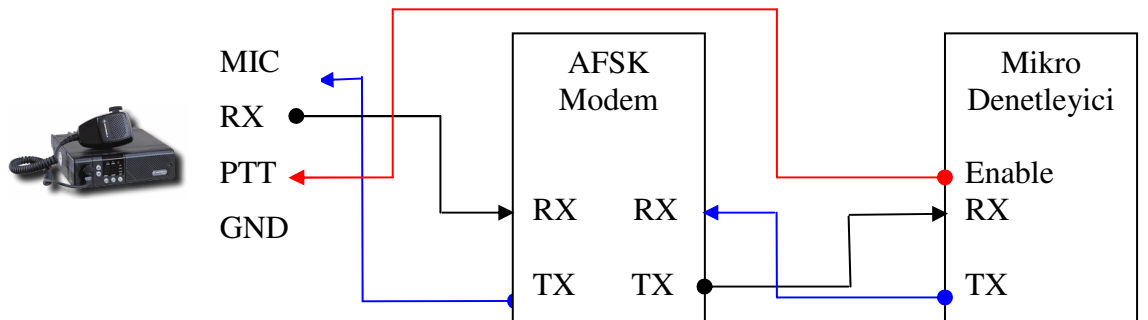 MIC
RX
PTT
GND
AFSK
Modem
RX
RX
TX
TX
Mikro
Denetleyici
Enable
RX
TX